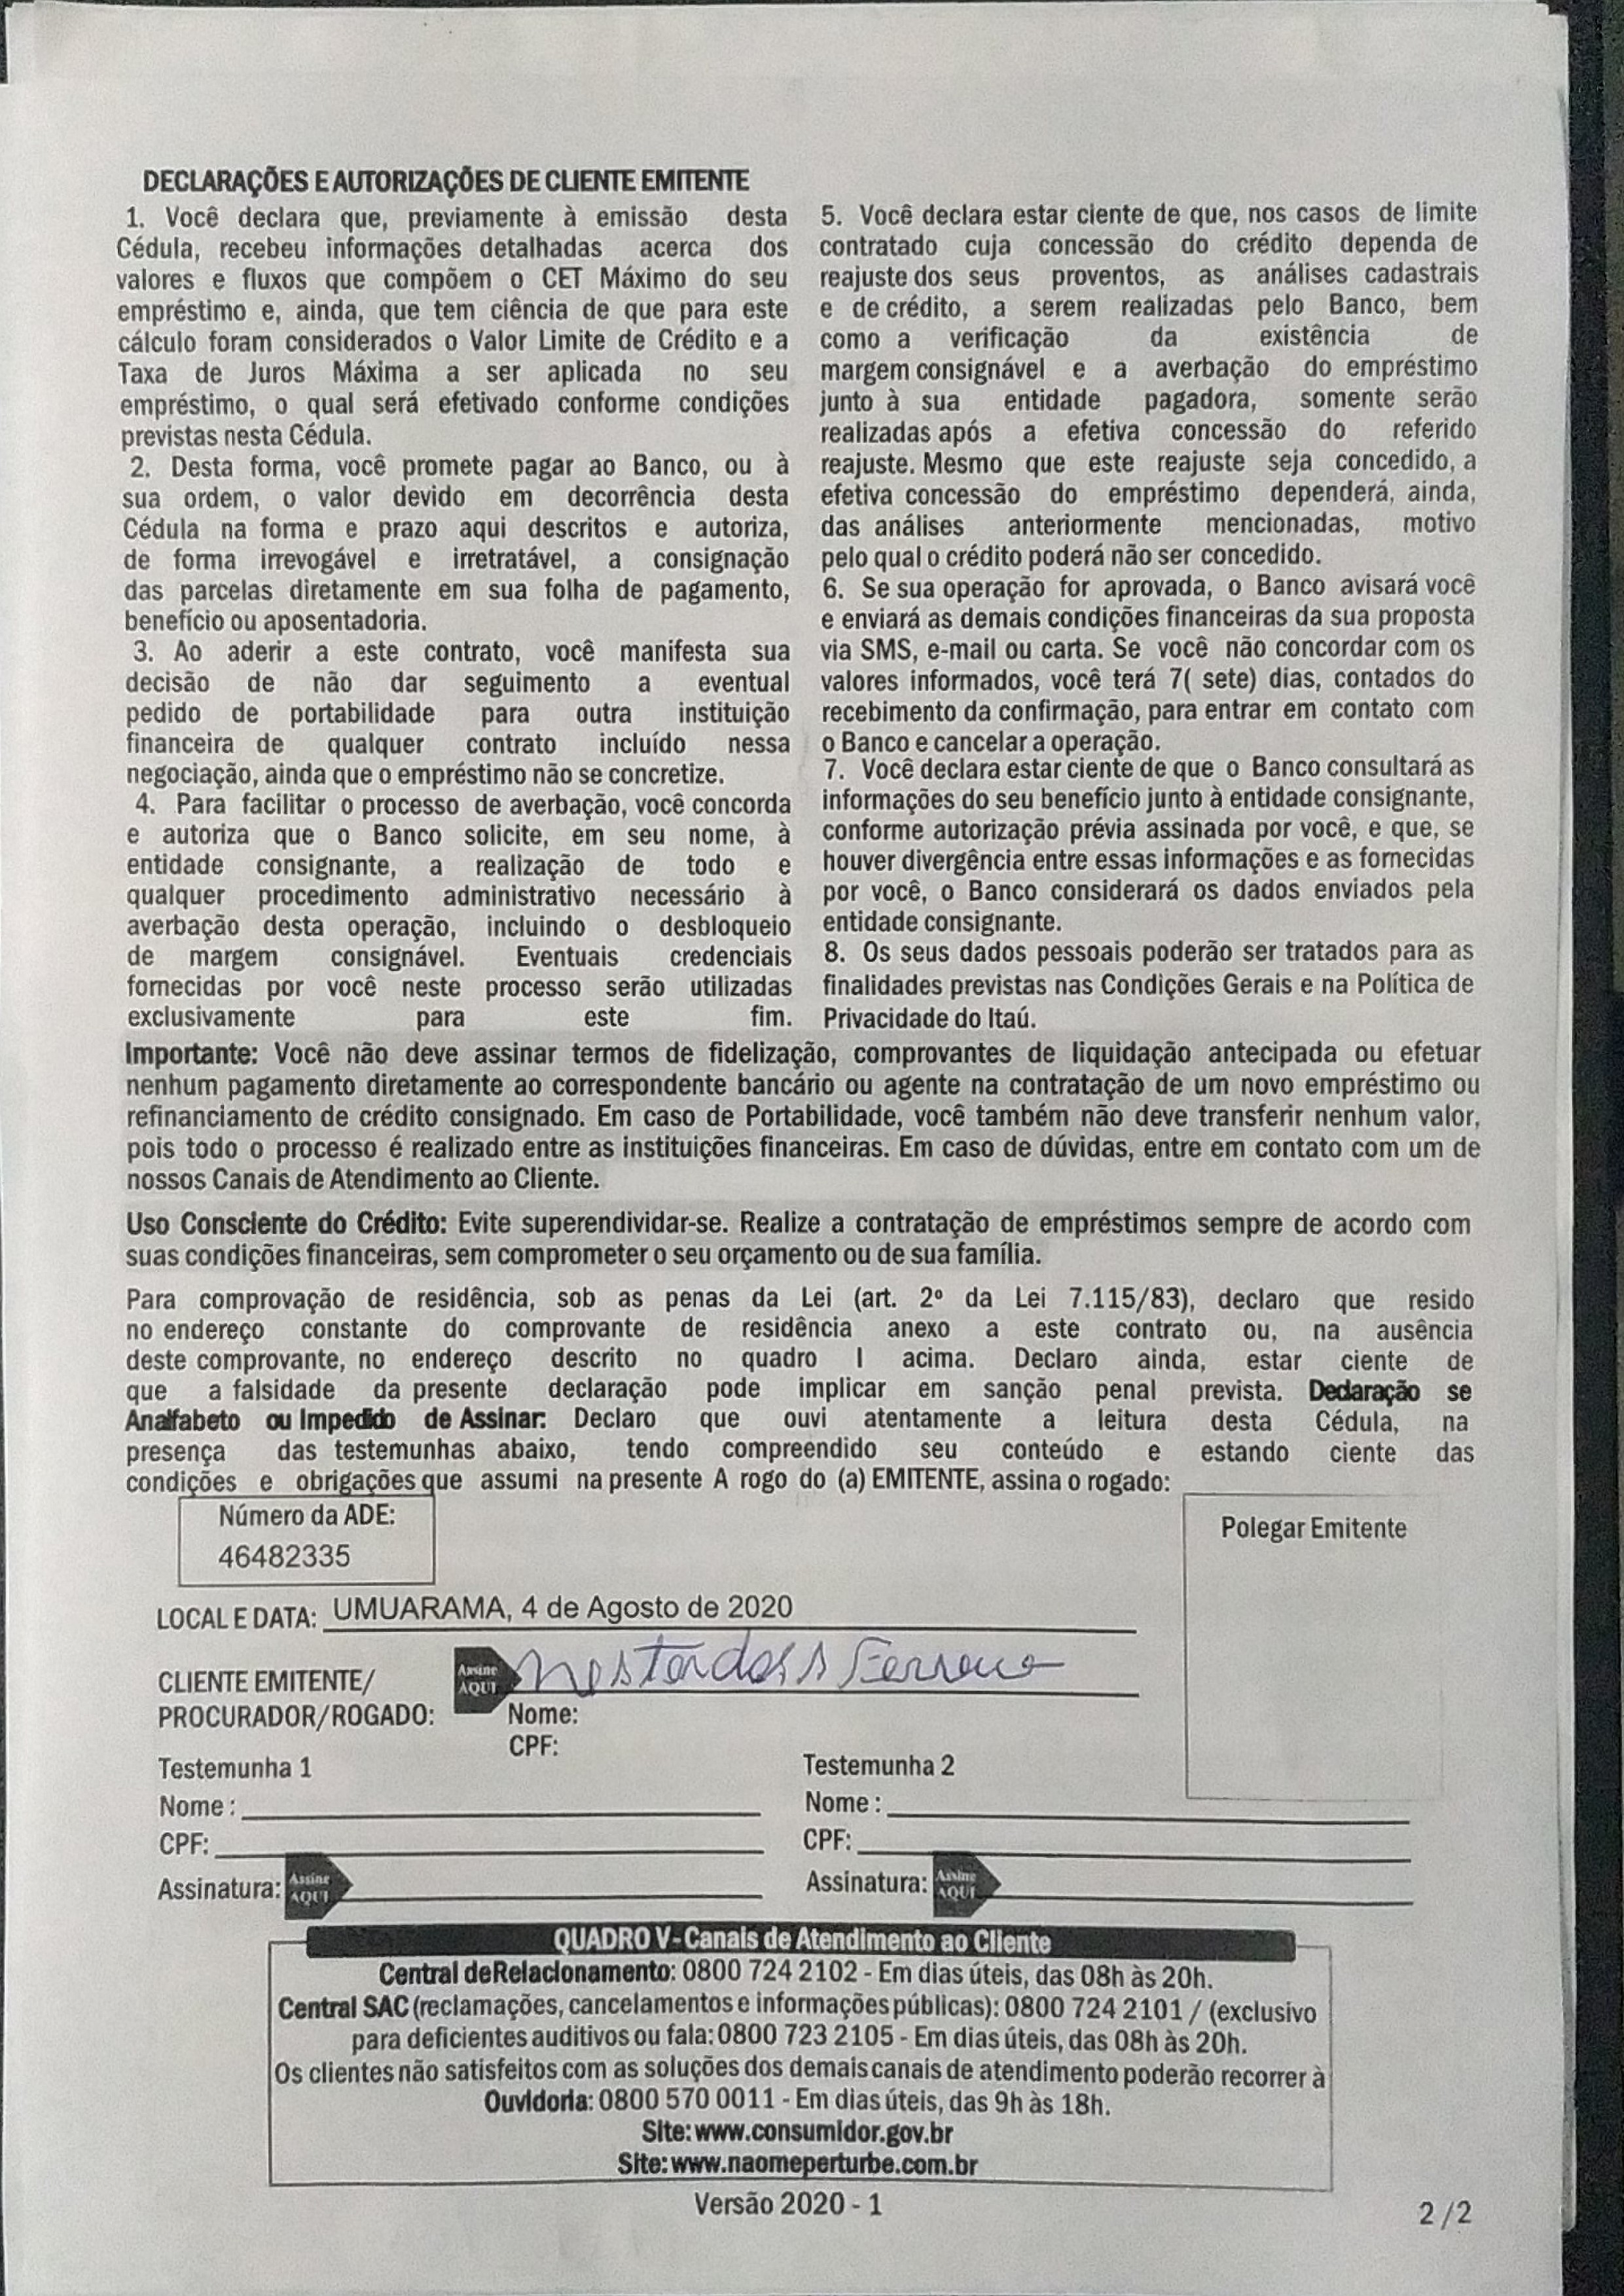 DECLARAÇÕES E AUTORIZAÇÕES DE CLIENTE EMITENTE
1. Você declara que, previamente à emissão desta
Cédula, recebeu informações detalhadas acerca dos
valores e fluxos que compõem o CET Máximo do seu
empréstimo e, ainda, que tem ciência de que para este
cálculo foram considerados o Valor Limite de Crédito e a
Taxa de Juros Máxima a ser aplicada no seu
empréstimo, o qual será efetivado conforme condições
previstas nesta Cédula.
2. Desta forma, você promete pagar ao Banco, ou à
sua ordem, o valor devido em decorrência desta
Cédula na forma e prazo aqui descritos e autoriza,
de forma irrevogável e irretratável, a consignação
das parcelas diretamente em sua folha de pagamento,
benefício ou aposentadoria.
3. Ao aderir a este contrato, você manifesta sua
decisão de não dar seguimento a eventual
pedido de portabilidade para outra instituição
financeira de qualquer contrato incluído nessa
negociação, ainda que o empréstimo não se concretize.
4. Para facilitar o processo de averbação, você concorda
e autoriza que o Banco solicite, em seu nome, à
entidade consignante, a realização de todo e
qualquer procedimento administrativo necessário à
averbação desta operação, incluindo o desbloqueio
de margem consignável. Eventuais credenciais
fornecidas por você neste processo serão utilizadas
exclusivamente para este fim.
5. Você declara estar ciente de que, nos casos de limite
contratado cuja concessão do crédito dependa de
reajuste dos seus proventos, as análises cadastrais
e de crédito, a serem realizadas pelo Banco, bem
como a verificação da existência de
margem consignável e a averbação do empréstimo
junto à sua entidade pagadora, somente serão
realizadas após a efetiva concessão do referido
reajuste. Mesmo que este reajuste seja concedido, a
efetiva concessão do empréstimo dependerá, ainda,
das análises anteriormente mencionadas, motivo
pelo qual o crédito poderá não ser concedido.
6. Se sua operação for aprovada, o Banco avisará você
e enviará as demais condições financeiras da sua proposta
via SMS, e-mail ou carta. Se você não concordar com os
valores informados, você terá 7( sete) dias, contados do
recebimento da confirmação, para entrar em contato com
o Banco e cancelar a operação.
7. Você declara estar ciente de que o Banco consultará as
informações do seu benefício junto à entidade consignante,
conforme autorização prévia assinada por você, e que, se
houver divergência entre essas informações e as fornecidas
por você, o Banco considerará os dados enviados pela
entidade consignante.
8. Os seus dados pessoais poderão ser tratados para as
finalidades previstas nas Condições Gerais e na Política de
Privacidade do Itaú.
Importante: Você não deve assinar termos de fidelização, comprovantes de liquidação antecipada ou efetuar
nenhum pagamento diretamente ao correspondente bancário ou agente na contratação de um novo empréstimo ou
refinanciamento de crédito consignado. Em caso de Portabilidade, você também não deve transferir nenhum valor,
pois todo o processo é realizado entre as instituições financeiras. Em caso de dúvidas, entre em contato com um de
nossos Canais de Atendimento ao Cliente.
Uso Consciente do Crédito: Evite superendividar-se. Realize a contratação de empréstimos sempre de acordo com
suas condições financeiras, sem comprometer o seu orçamento ou de sua família.
Para comprovação de residência, sob as penas da Lei (art. 2º da Lei 7.115/83), declaro que resido
no endereço constante do comprovante de residência anexo a este contrato ou, na ausência
deste comprovante, no endereço descrito no quadro I acima. Declaro ainda, estar ciente de
que a falsidade da presente declaração pode implicar em sanção penal prevista. Declaração se
Analfabeto ou Impedido de Assinar: Declaro que ouvi atentamente a leitura desta Cédula, na
presença das testemunhas abaixo, tendo compreendido seu conteúdo e estando ciente das
condições e obrigações que assumi na presente A rogo do (a) EMITENTE, assina o rogado:
Número da ADE:
46482335
Polegar Emitente
LOCAL E DATA: UMUARAMA, 4 de Agosto de 2020
CLIENTE EMITENTE/
PROCURADOR/ROGADO:
Assine
AQUI
Nome:
CPF:
Testemunha 1
Nome :
CPF:
Assinatura: Assine
AQUI
Testemunha 2
Nome :
CPF:
Assinatura: Assine
AQUI
QUADRO V - Canais de Atendimento ao Cliente
Central de Relacionamento: 0800 724 2102 - Em dias úteis, das 08h às 20h.
Central SAC (reclamações, cancelamentos e informações públicas): 0800 724 2101 / (exclusivo
para deficientes auditivos ou fala: 0800 723 2105 - Em dias úteis, das 08h às 20h.
Os clientes não satisfeitos com as soluções dos demais canais de atendimento poderão recorrer à
Ouvidoria: 0800 570 0011 - Em dias úteis, das 9h às 18h.
Site: www.consumidor.gov.br
Site: www.naomeperturbe.com.br
Versão 2020 - 1
2 / 2